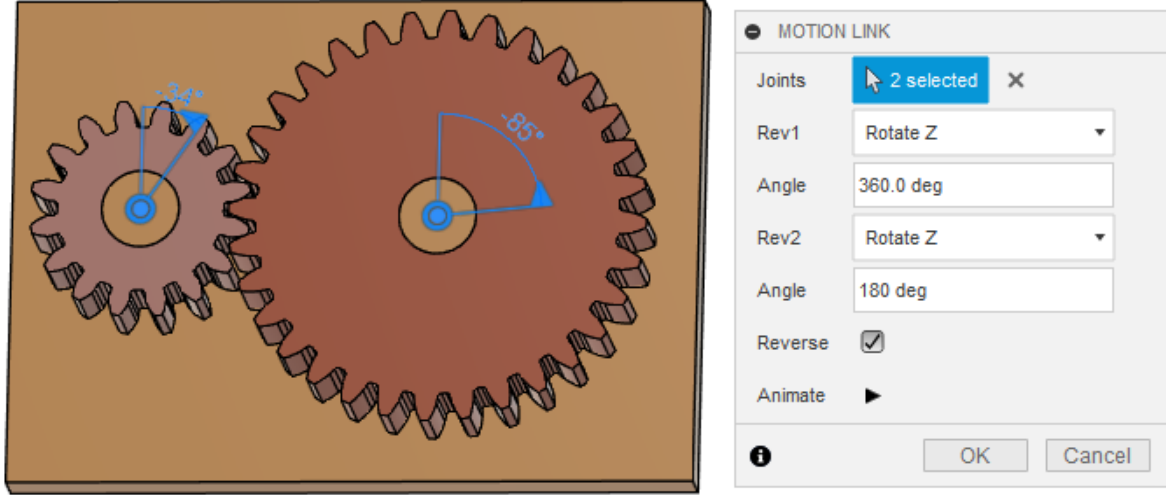 -34°
-85°
MOTION LINK
Joints 2 selected
Rev1 Rotate Z
Angle 360.0 deg
Rev2 Rotate Z
Angle 180 deg
Reverse
Animate
OK Cancel